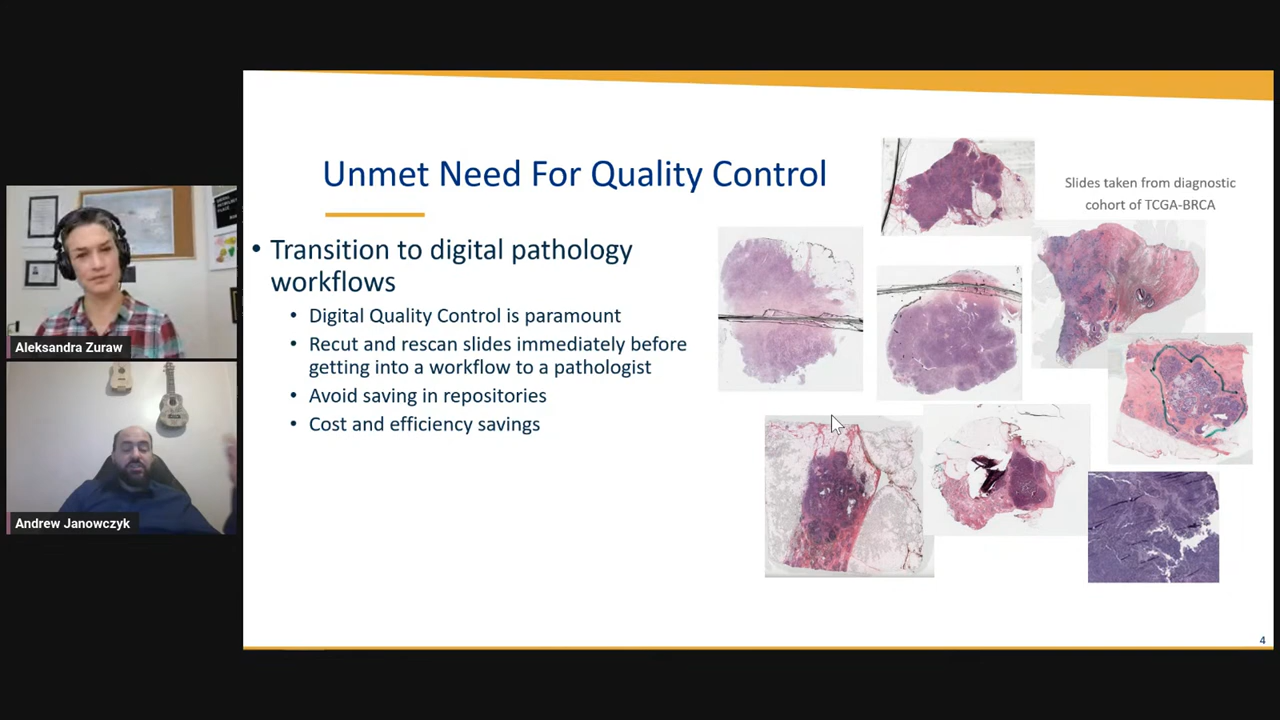 Unmet Need For Quality Control
Slides taken from diagnostic
cohort of TCGA-BRCA
• Transition to digital pathology
workflows
• Digital Quality Control is paramount
• Recut and rescan slides immediately before
getting into a workflow to a pathologist
• Avoid saving in repositories
• Cost and efficiency savings
Aleksandra Zuraw
Andrew Janowczyk
4